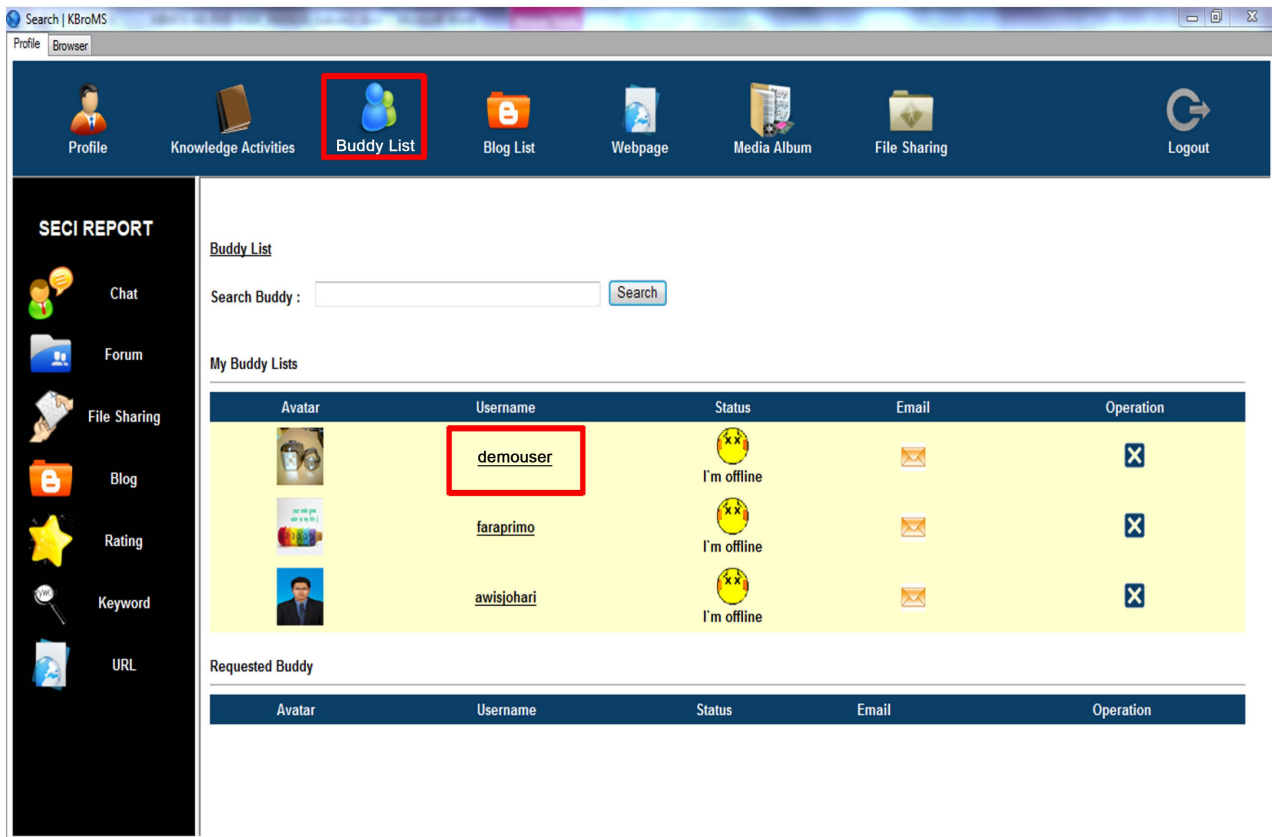 Search | KBroMS
Profile Browser
Profile Knowledge Activities Buddy List Blog List Webpage Media Album File Sharing Logout
SECI REPORT
Chat
Forum
File Sharing
Blog
Rating
Keyword
URL
Buddy List
Search Buddy : Search
My Buddy Lists
Avatar Username Status Email Operation
demouser I`m offline
faraprimo I`m offline
awisjohari I`m offline
Requested Buddy
Avatar Username Status Email Operation